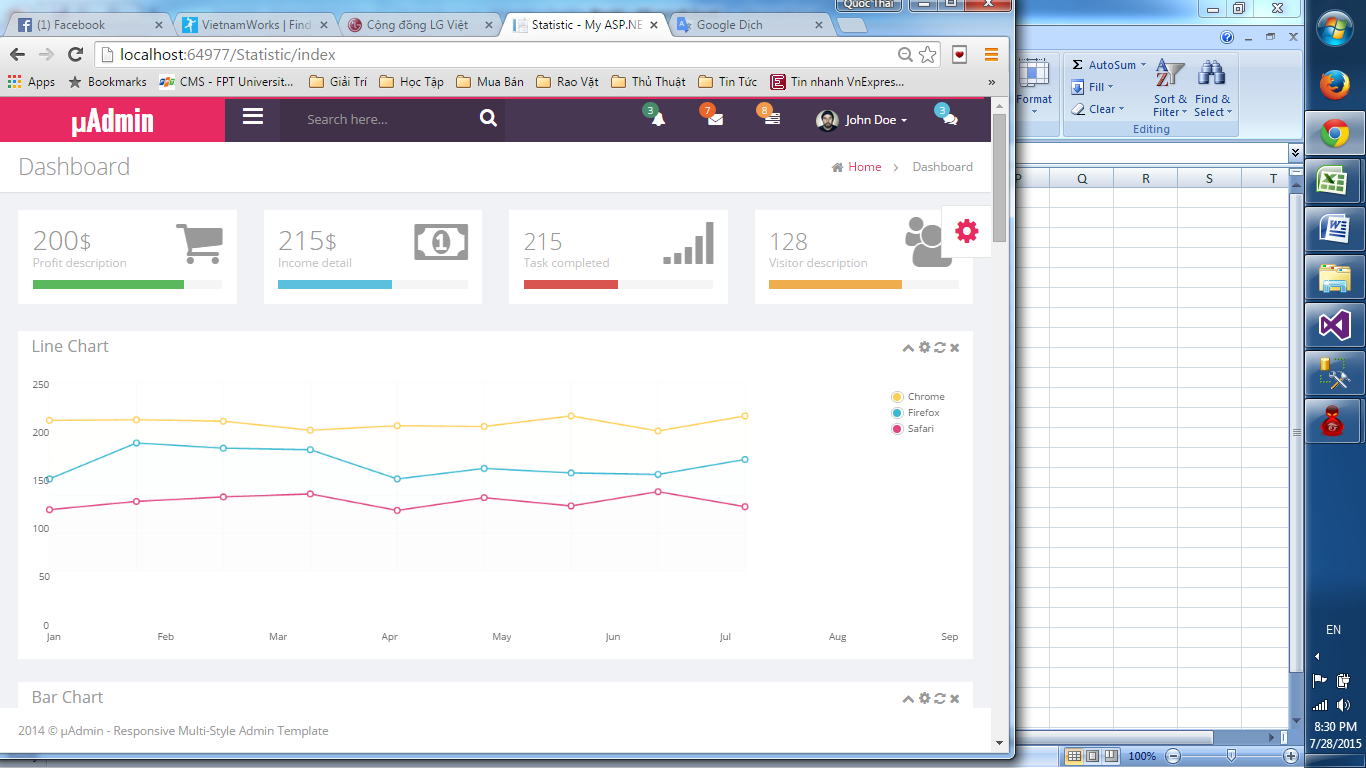 Quoc Thai
(1) Facebook
VietnamWorks | Find
Cộng đồng LG Việt
Statistic - My ASP.NE
Google Dịch
localhost:64977/Statistic/index
Apps
Bookmarks
CMS - FPT Universit...
Giải Trí
Học Tập
Mua Bán
Rao Vặt
Thủ Thuật
Tin Tức
Tin nhanh VnExpres...
»
µAdmin
Search here...
3
7
8
John Doe
3
Dashboard
Home > Dashboard
200$
Profit description
215$
Income detail
215
Task completed
128
Visitor description
Line Chart
250
200
150
100
50
0
Jan Feb Mar Apr May Jun Jul Aug Sep
Chrome
Firefox
Safari
Bar Chart
2014 © µAdmin - Responsive Multi-Style Admin Template
Format
Σ AutoSum
Fill
Clear
Sort & Filter
Find & Select
Editing
P Q R S T
100%
EN
8:30 PM
7/28/2015